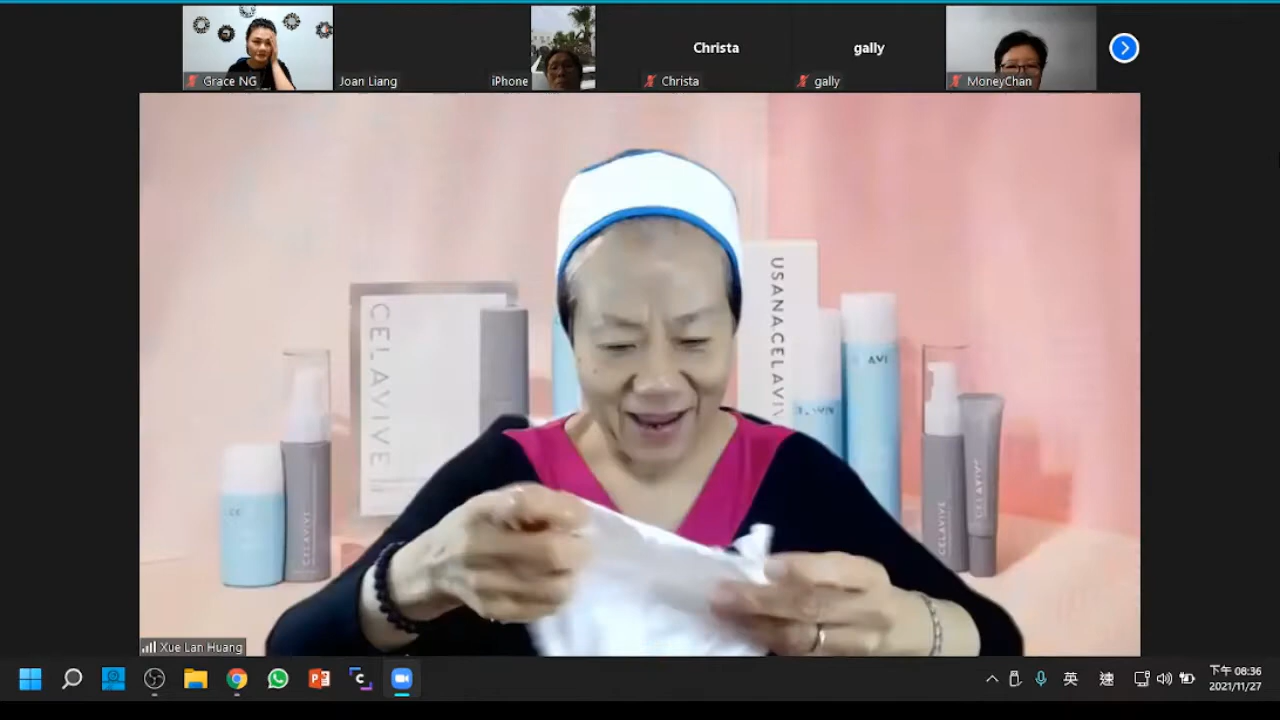 Grace NG
Joan Liang
iPhone
Christa
Christa
gally
gally
MoneyChan
CELAVIVE
USANACELAVIV
AVI
CELAVIVE
CELAVIVE
CELAVIVE
Xue Lan Huang
英
速
下午 08:36
2021/11/27